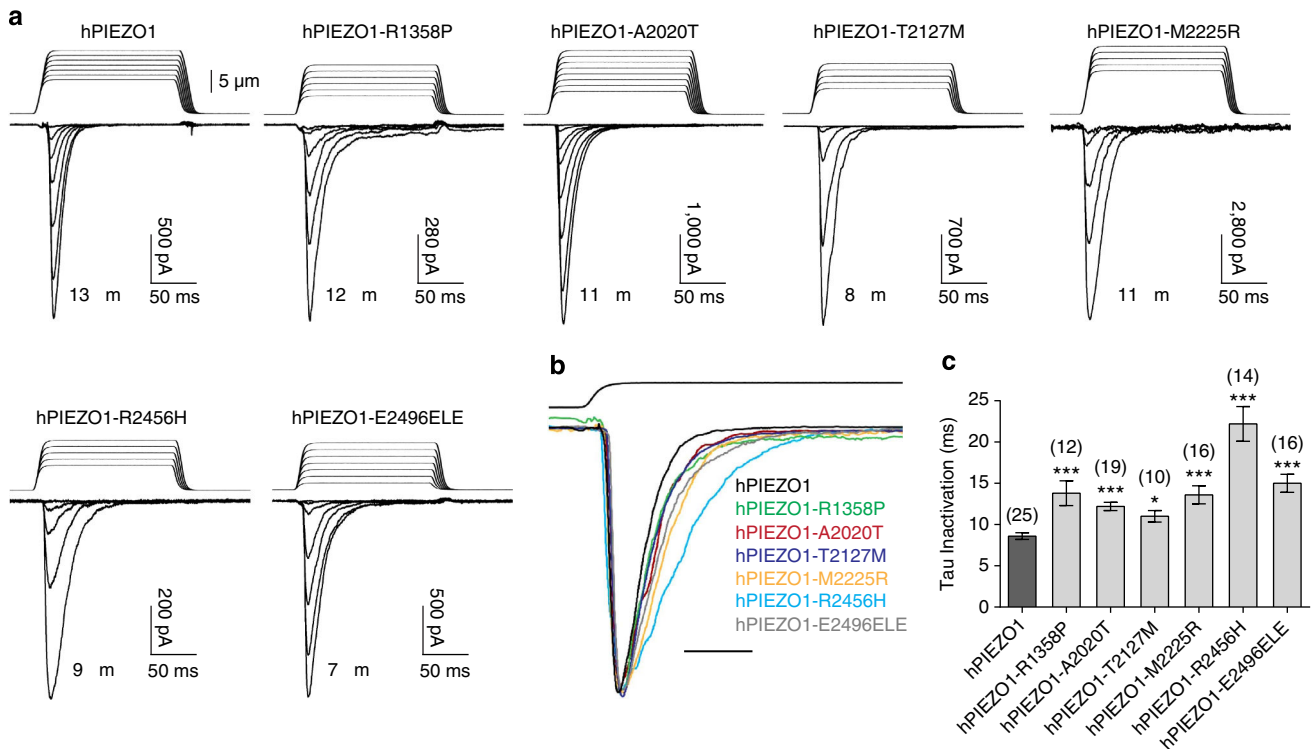 a
hPIEZO1
hPIEZO1-R1358P
hPIEZO1-A2020T
hPIEZO1-T2127M
hPIEZO1-M2225R
5 μm
500 pA
50 ms
13 m
280 pA
50 ms
12 m
1,000 pA
50 ms
11 m
700 pA
50 ms
8 m
2,800 pA
50 ms
11 m
hPIEZO1-R2456H
hPIEZO1-E2496ELE
200 pA
50 ms
9 m
500 pA
50 ms
7 m
b
hPIEZO1
hPIEZO1-R1358P
hPIEZO1-A2020T
hPIEZO1-T2127M
hPIEZO1-M2225R
hPIEZO1-R2456H
hPIEZO1-E2496ELE
c
Tau Inactivation (ms)
25
20
15
10
5
0
(25)
(12)
***
(19)
***
(10)
*
(16)
***
(14)
***
(16)
***
hPIEZO1
hPIEZO1-R1358P
hPIEZO1-A2020T
hPIEZO1-T2127M
hPIEZO1-M2225R
hPIEZO1-R2456H
hPIEZO1-E2496ELE